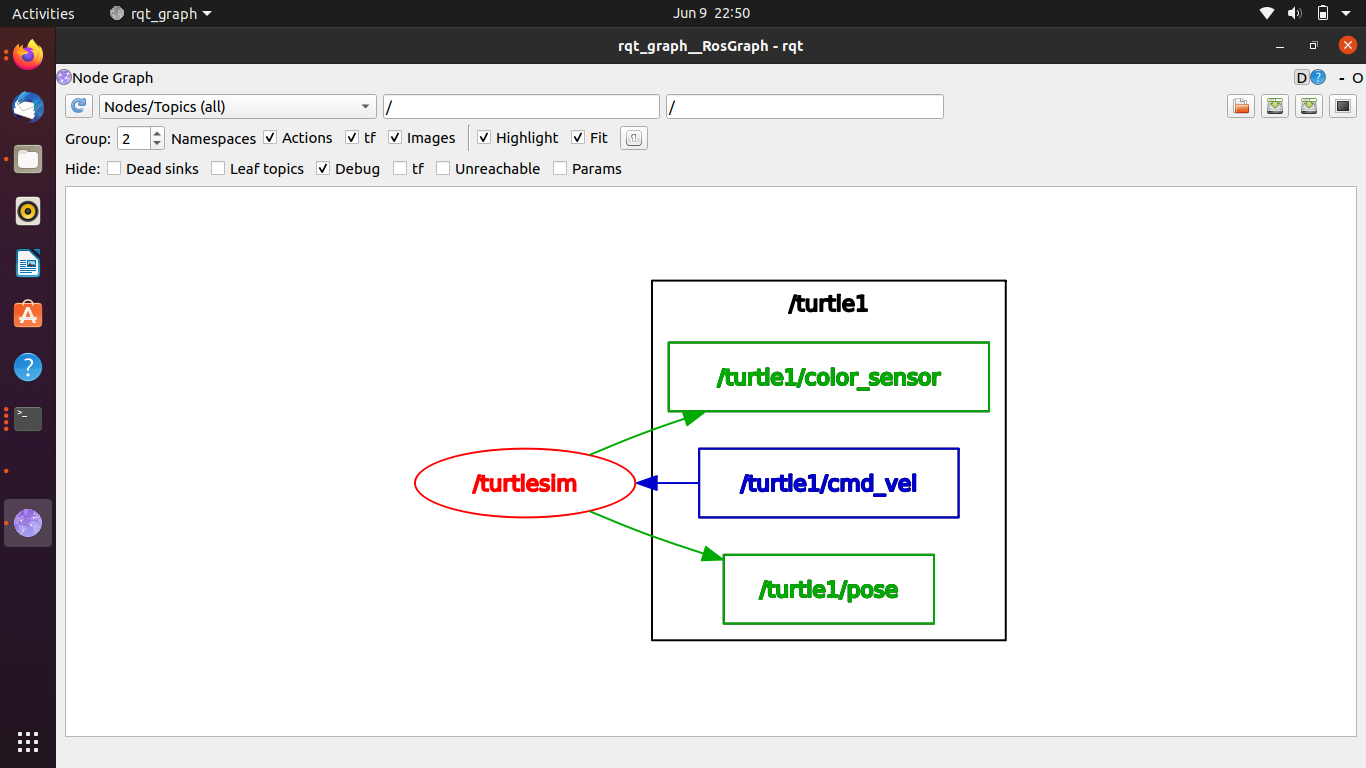 Activities rqt_graph Jun 9 22:50
rqt_graph__RosGraph - rqt
Node Graph D ? - O
Nodes/Topics (all) / /
Group: 2 Namespaces Actions tf Images Highlight Fit
Hide: Dead sinks Leaf topics Debug tf Unreachable Params
/turtle1
/turtle1/color_sensor
/turtlesim
/turtle1/cmd_vel
/turtle1/pose